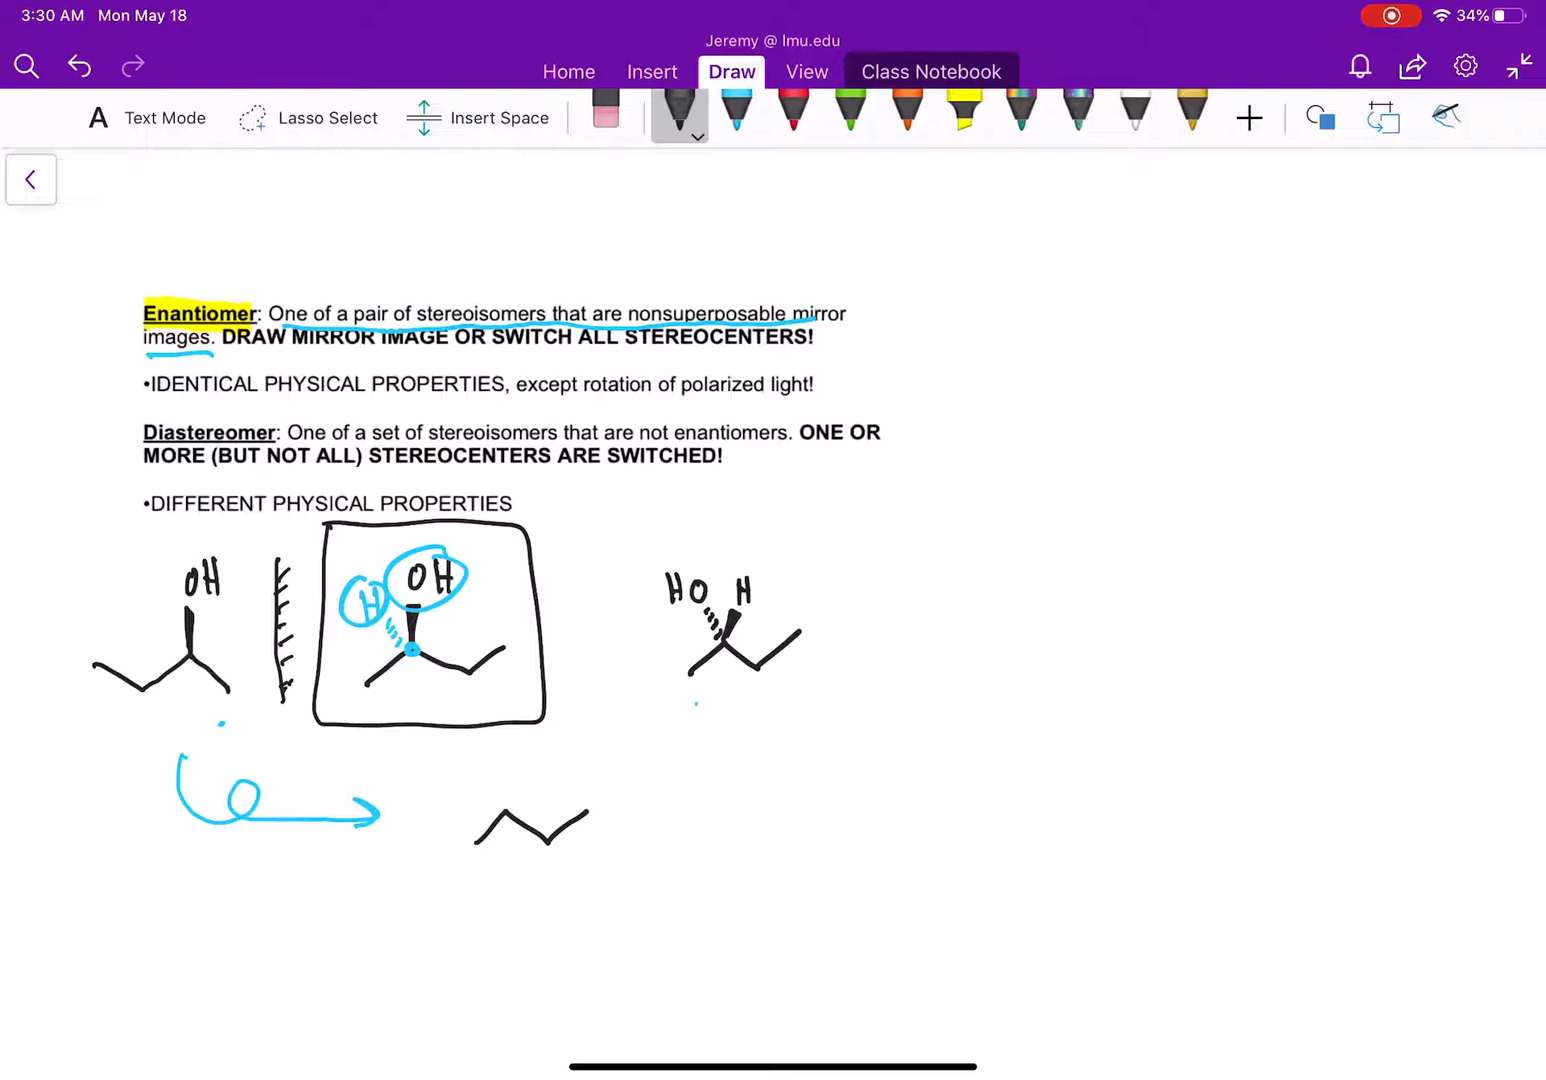 3:30 AM Mon May 18
34%
Jeremy @ lmu.edu
Home Insert Draw View Class Notebook
A Text Mode Lasso Select Insert Space
Enantiomer: One of a pair of stereoisomers that are nonsuperposable mirror
images. DRAW MIRROR IMAGE OR SWITCH ALL STEREOCENTERS!
•IDENTICAL PHYSICAL PROPERTIES, except rotation of polarized light!
Diastereomer: One of a set of stereoisomers that are not enantiomers. ONE OR
MORE (BUT NOT ALL) STEREOCENTERS ARE SWITCHED!
•DIFFERENT PHYSICAL PROPERTIES
OH H OH HO H